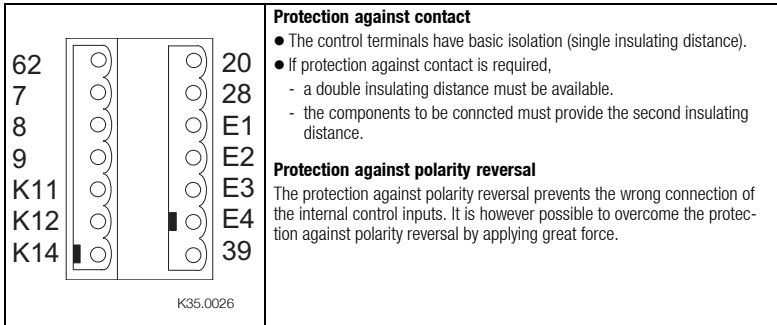 62
7
8
9
K11
K12
K14
20
28
E1
E2
E3
E4
39
K35.0026
Protection against contact
● The control terminals have basic isolation (single insulating distance).
● If protection against contact is required,
- a double insulating distance must be available.
- the components to be conncted must provide the second insulating
distance.
Protection against polarity reversal
The protection against polarity reversal prevents the wrong connection of
the internal control inputs. It is however possible to overcome the protec-
tion against polarity reversal by applying great force.